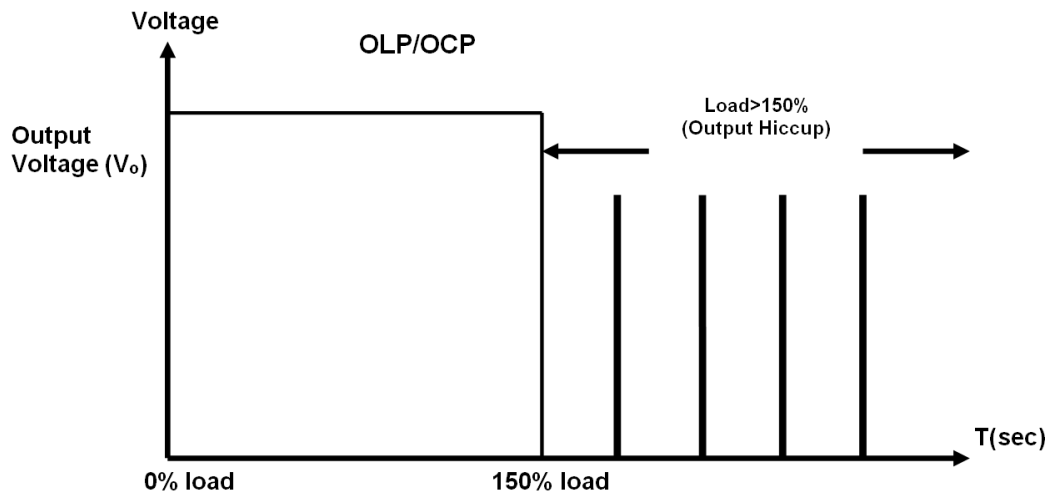 Voltage
OLP/OCP
Load>150%
(Output Hiccup)
Output
Voltage (Vₒ)
T(sec)
0% load
150% load